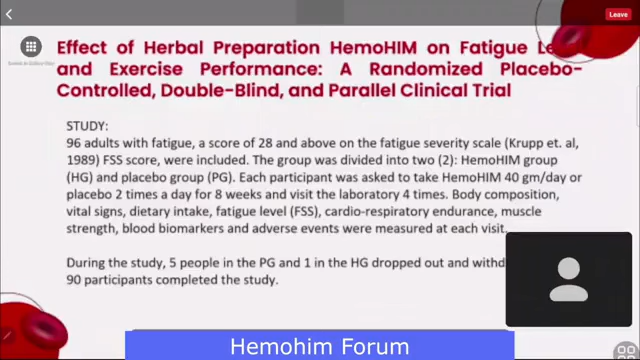 Leave
Effect of Herbal Preparation HemoHIM on Fatigue
and Exercise Performance: A Randomized Placebo-
Controlled, Double-Blind, and Parallel Clinical Trial
STUDY:
96 adults with fatigue, a score of 28 and above on the fatigue severity scale (Krupp et. al,
1989) FSS score, were included. The group was divided into two (2): HemoHIM group
(HG) and placebo group (PG). Each participant was asked to take HemoHIM 40 gm/day or
placebo 2 times a day for 8 weeks and visit the laboratory 4 times. Body composition,
vital signs, dietary intake, fatigue level (FSS), cardio-respiratory endurance, muscle
strength, blood biomarkers and adverse events were measured at each visit.
During the study, 5 people in the PG and 1 in the HG dropped out and
90 participants completed the study.
Hemohim Forum